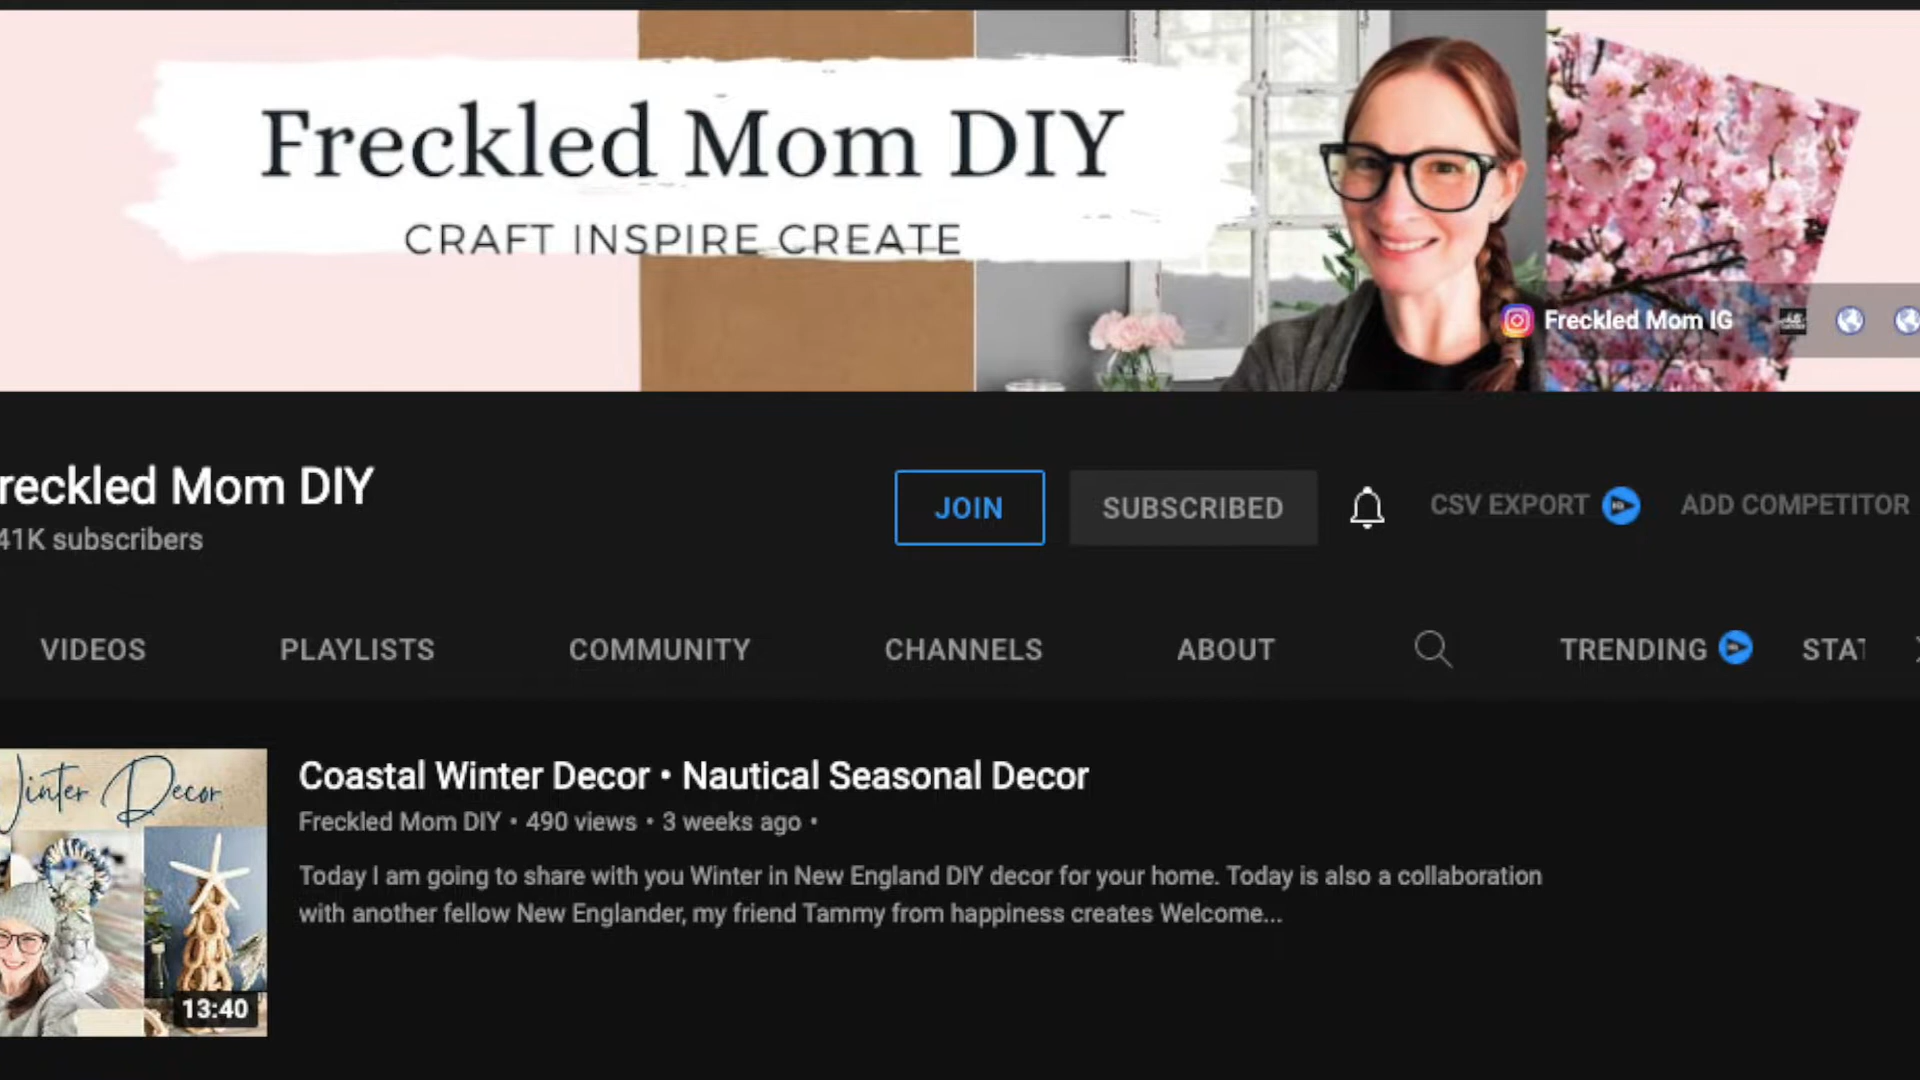 Freckled Mom DIY
CRAFT INSPIRE CREATE
Freckled Mom IG
reckled Mom DIY
41K subscribers
JOIN
SUBSCRIBED
CSV EXPORT
ADD COMPETITOR
VIDEOS
PLAYLISTS
COMMUNITY
CHANNELS
ABOUT
TRENDING
STAT
Winter Decor
13:40
Coastal Winter Decor • Nautical Seasonal Decor
Freckled Mom DIY • 490 views • 3 weeks ago •
Today I am going to share with you Winter in New England DIY decor for your home. Today is also a collaboration
with another fellow New Englander, my friend Tammy from happiness creates Welcome...